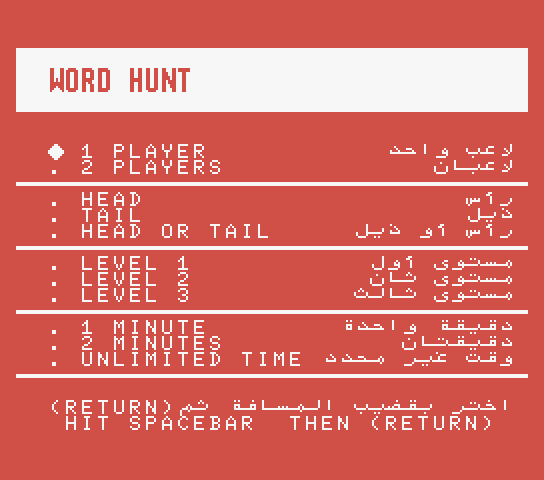 WORD HUNT
1 PLAYER لاعب واحد
. 2 PLAYERS لاعبان
. HEAD رأس
. TAIL ذيل
. HEAD OR TAIL رأس أو ذيل
. LEVEL 1 مستوى أول
. LEVEL 2 مستوى ثان
. LEVEL 3 مستوى ثالث
. 1 MINUTE دقيقة واحدة
. 2 MINUTES دقيقتان
. UNLIMITED TIME وقت غير محدد
اختر بقضيب المسافة ثم (RETURN)
HIT SPACEBAR THEN (RETURN)